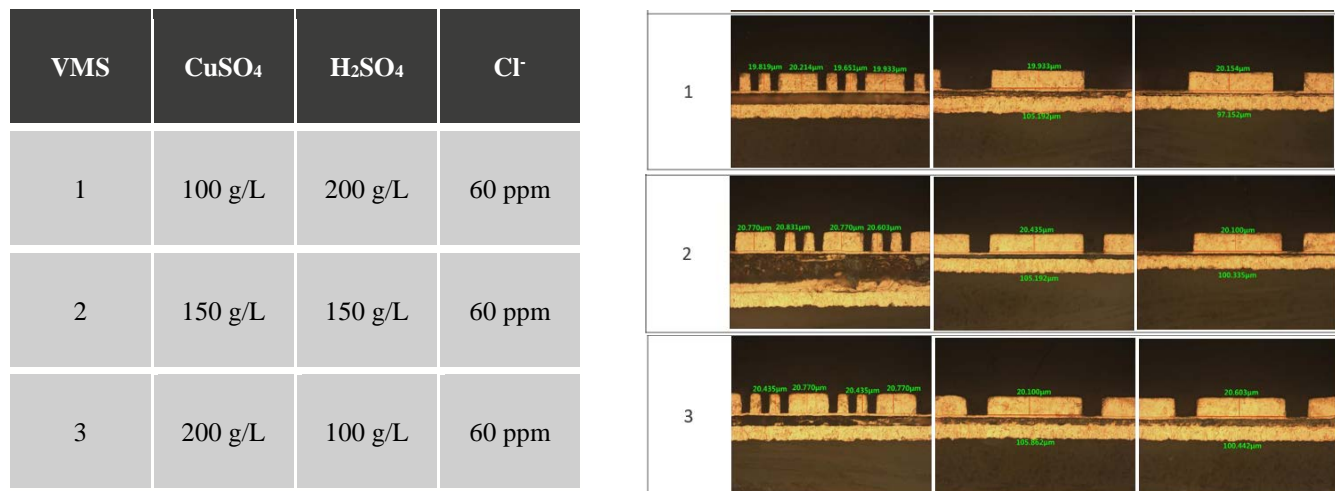 VMS CuSO₄ H₂SO₄ Cl⁻
1 100 g/L 200 g/L 60 ppm
2 150 g/L 150 g/L 60 ppm
3 200 g/L 100 g/L 60 ppm
1
19.819μm 20.214μm 19.651μm 19.933μm
19.933μm
105.192μm
20.154μm
97.152μm
2
20.770μm 20.831μm 20.770μm 20.603μm
20.435μm
105.192μm
20.100μm
100.335μm
3
20.435μm 20.770μm 20.435μm 20.770μm
20.100μm
105.862μm
20.603μm
100.442μm